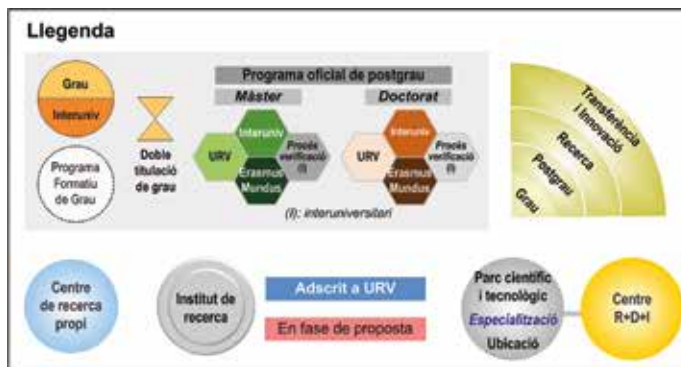 Llegenda
Grau
Interuniv
Programa
Formatiu
de Grau
Doble
titulació
de grau
Programa oficial de postgrau
Màster
Interuniv
URV
Procés
verificació
(I)
Erasmus
Mundus
Doctorat
Interuniv
URV
Procés
verificació
(I)
Erasmus
Mundus
(I): interuniversitari
Transferència
i Innovació
Recerca
Postgrau
Grau
Centre
de recerca
propi
Institut de
recerca
Adscrit a URV
En fase de proposta
Parc científic
i tecnològic
Especialització
Ubicació
Centre
R+D+I